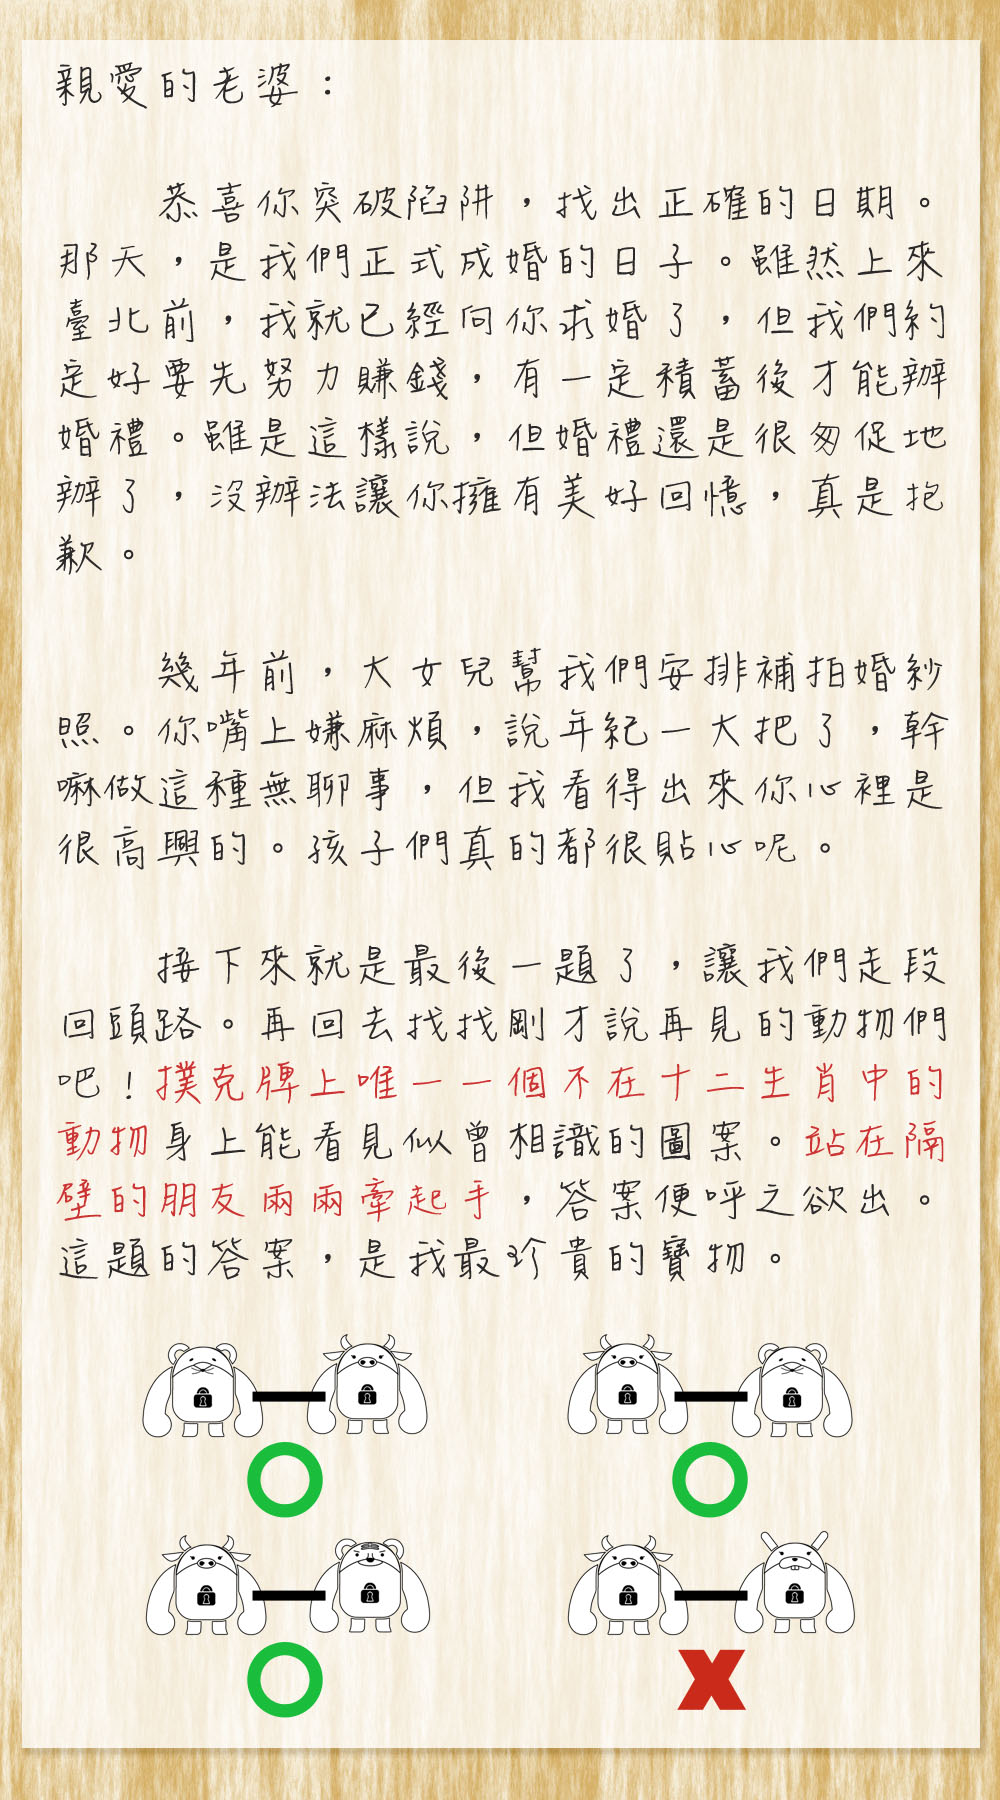 親愛的老婆：
恭喜你突破陷阱，找出正確的日期。
那天，是我們正式成婚的日子。雖然上來
臺北前，我就已經向你求婚了，但我們約
定好要先努力賺錢，有一定積蓄後才能辦
婚禮。雖是這樣說，但婚禮還是很匆促地
辦了，沒辦法讓你擁有美好回憶，真是抱
歉。
幾年前，大女兒幫我們安排補拍婚紗
照。你嘴上嫌麻煩，說年紀一大把了，幹
嘛做這種無聊事，但我看得出來你心裡是
很高興的。孩子們真的都很貼心呢。
接下來就是最後一題了，讓我們走段
回頭路。再回去找找剛才說再見的動物們
吧！撲克牌上唯一一個不在十二生肖中的
動物身上能看見似曾相識的圖案。站在隔
壁的朋友兩兩牽起手，答案便呼之欲出。
這題的答案，是我最珍貴的寶物。